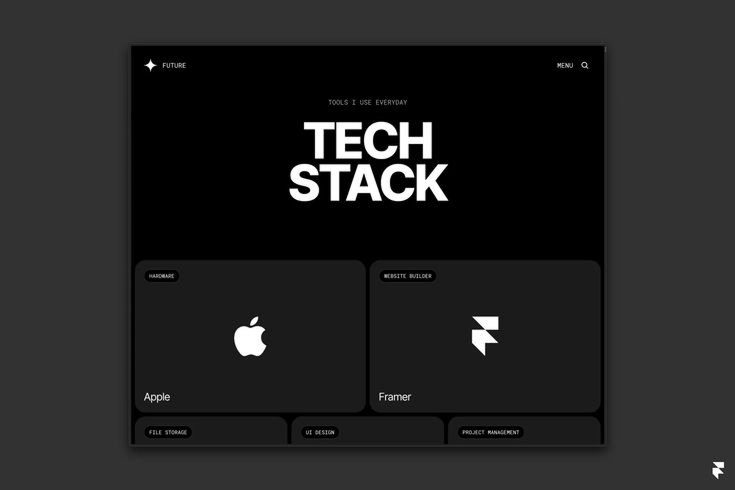 FUTURE
MENU
TOOLS I USE EVERYDAY
TECH
STACK
HARDWARE
WEBSITE BUILDER
Apple
Framer
FILE STORAGE
UI DESIGN
PROJECT MANAGEMENT